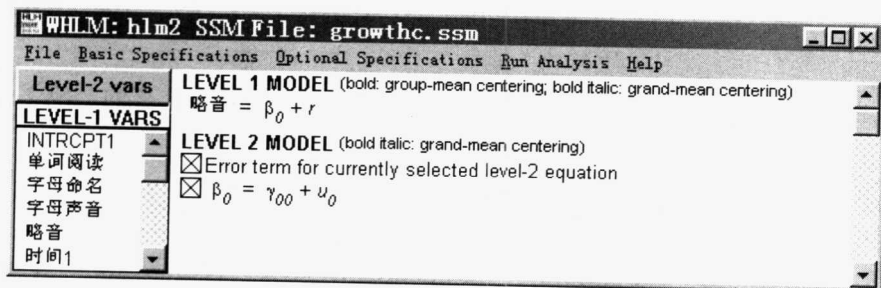 WHLM: hlm2 SSM File: growthc.ssm
File Basic Specifications Optional Specifications Run Analysis Help
Level-2 vars
LEVEL-1 VARS
INTRCPT1
单词阅读
字母命名
字母声音
略音
时间1
LEVEL 1 MODEL (bold: group-mean centering; bold italic: grand-mean centering)
略音 = β₀ + r
LEVEL 2 MODEL (bold italic: grand-mean centering)
Error term for currently selected level-2 equation
β₀ = γ₀₀ + u₀